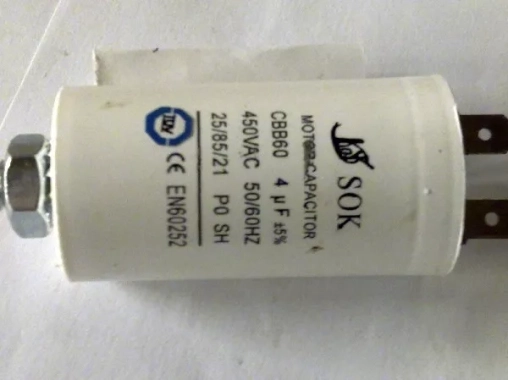 SOK
MOTOR CAPACITOR
CBB60 4 μF ±5%
450VAC 50/60HZ
25/85/21 P0 SH
CE EN60252